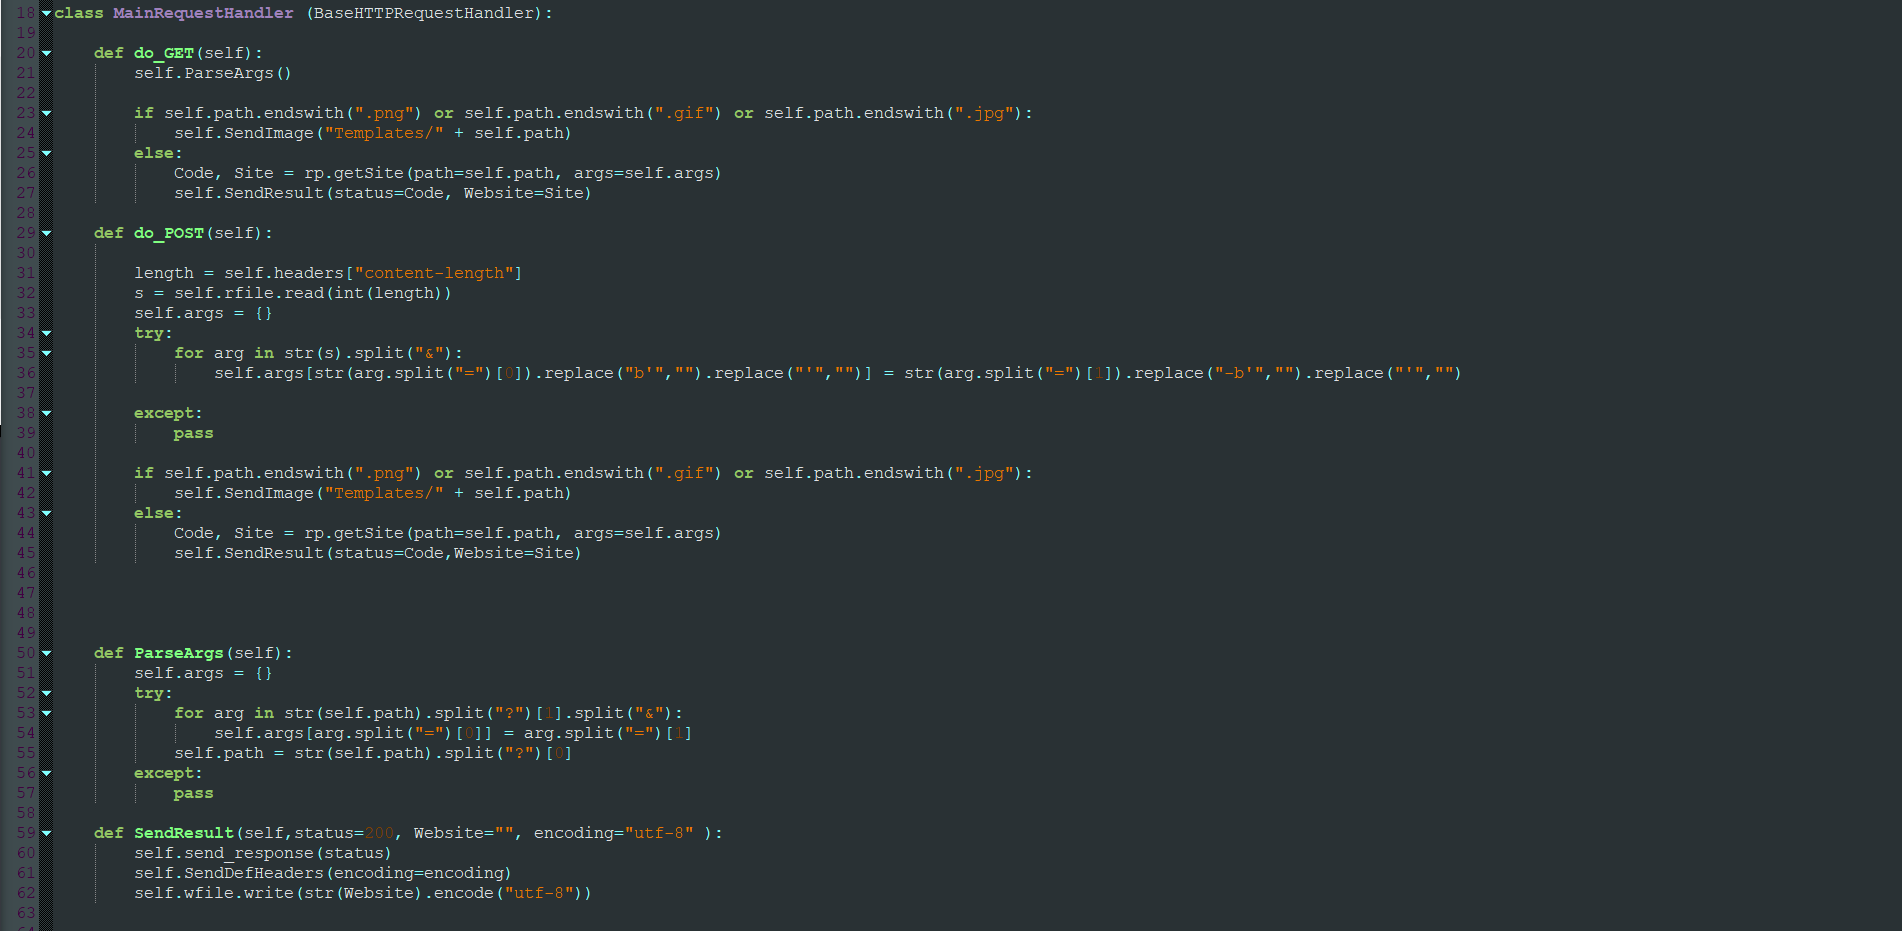 18 class MainRequestHandler (BaseHTTPRequestHandler):
19
20     def do_GET(self):
21         self.ParseArgs()
22
23         if self.path.endswith(".png") or self.path.endswith(".gif") or self.path.endswith(".jpg"):
24             self.SendImage("Templates/" + self.path)
25         else:
26             Code, Site = rp.getSite(path=self.path, args=self.args)
27             self.SendResult(status=Code, Website=Site)
28
29     def do_POST(self):
30
31         length = self.headers["content-length"]
32         s = self.rfile.read(int(length))
33         self.args = {}
34         try:
35             for arg in str(s).split("&"):
36                 self.args[str(arg.split("=")[0]).replace("b'","").replace("'","")] = str(arg.split("=")[1]).replace("-b'","").replace("'","")
37
38         except:
39             pass
40
41         if self.path.endswith(".png") or self.path.endswith(".gif") or self.path.endswith(".jpg"):
42             self.SendImage("Templates/" + self.path)
43         else:
44             Code, Site = rp.getSite(path=self.path, args=self.args)
45             self.SendResult(status=Code,Website=Site)
46
47
48
49
50     def ParseArgs(self):
51         self.args = {}
52         try:
53             for arg in str(self.path).split("?")[1].split("&"):
54                 self.args[arg.split("=")[0]] = arg.split("=")[1]
55             self.path = str(self.path).split("?")[0]
56         except:
57             pass
58
59     def SendResult(self,status=200, Website="", encoding="utf-8" ):
60         self.send_response(status)
61         self.SendDefHeaders(encoding=encoding)
62         self.wfile.write(str(Website).encode("utf-8"))
63